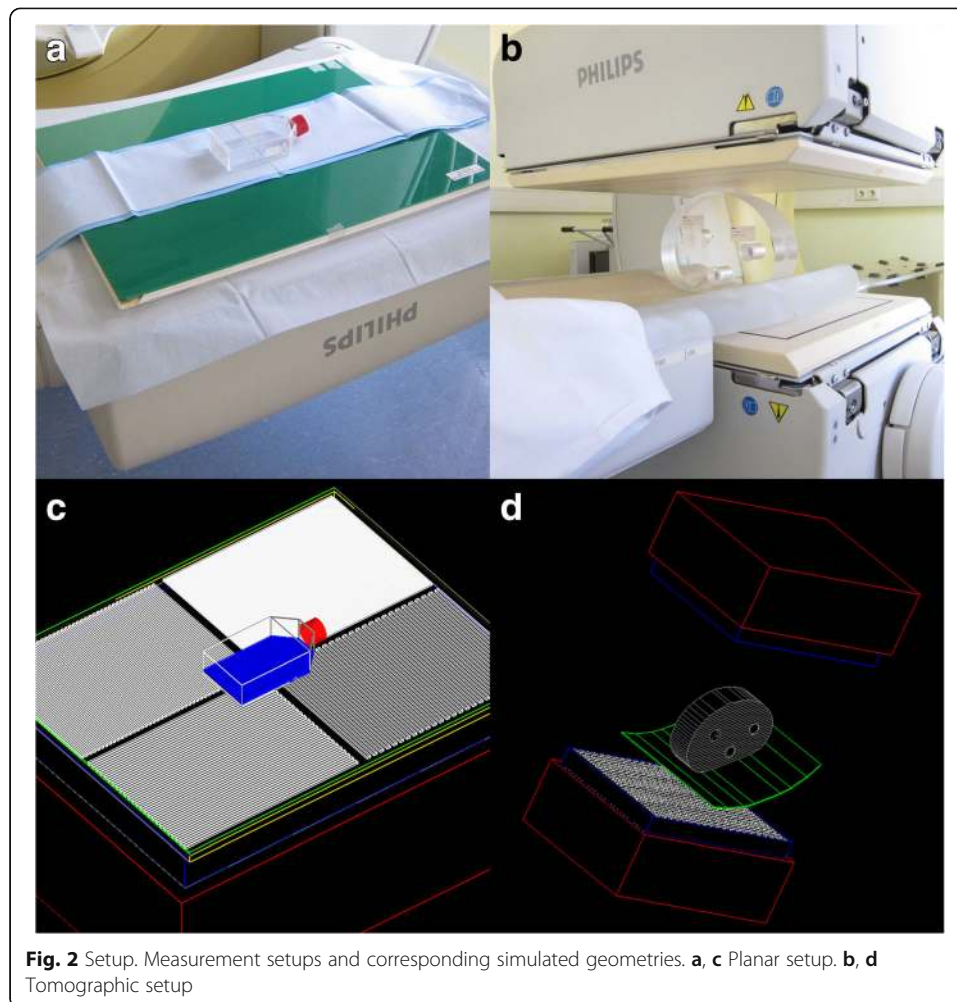 a
b
PHILIPS
PHILIPS
c
d
Fig. 2 Setup. Measurement setups and corresponding simulated geometries. a, c Planar setup. b, d
Tomographic setup